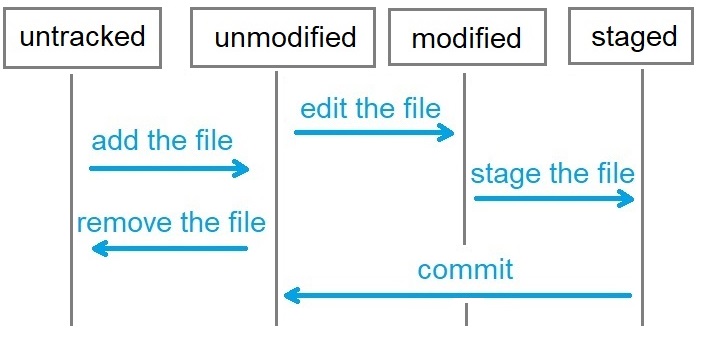 untracked
unmodified
modified
staged
edit the file
add the file
stage the file
remove the file
commit